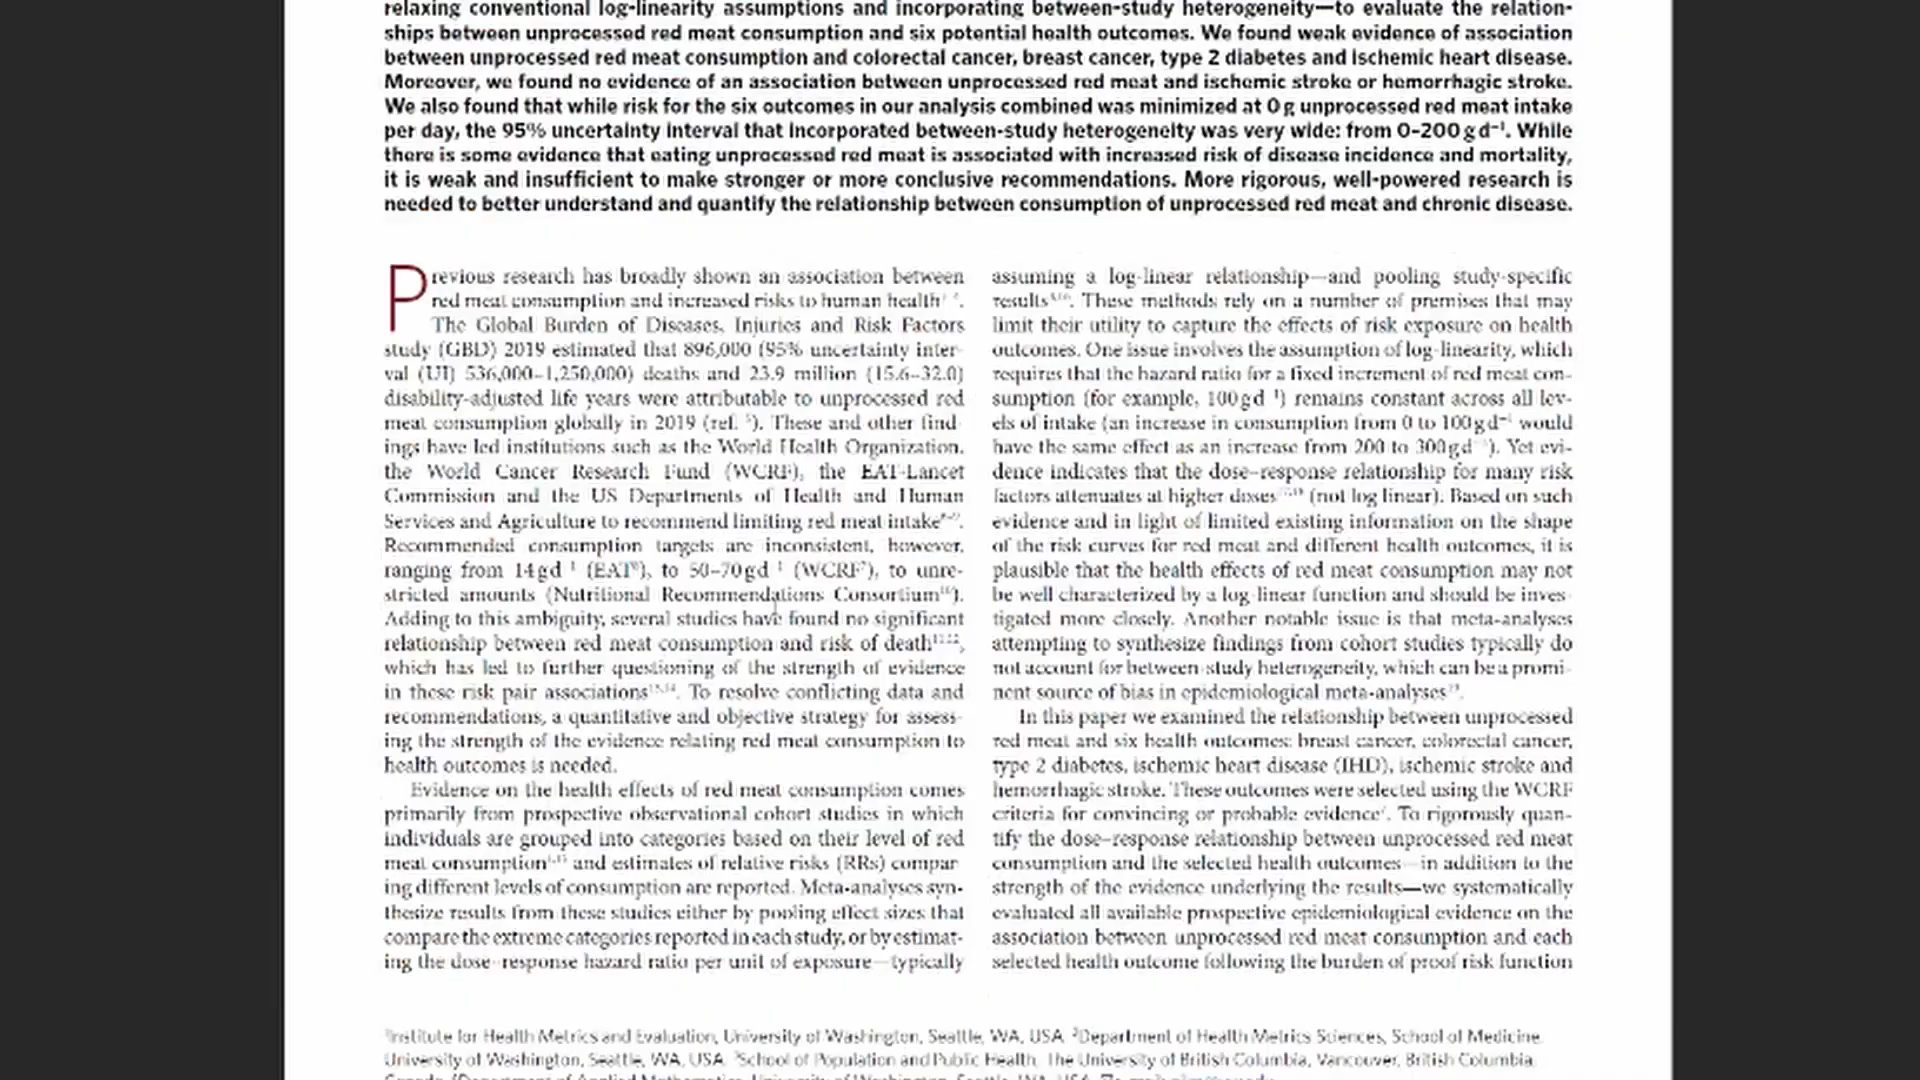 relaxing conventional log-linearity assumptions and incorporating between-study heterogeneity—to evaluate the relation-
ships between unprocessed red meat consumption and six potential health outcomes. We found weak evidence of association
between unprocessed red meat consumption and colorectal cancer, breast cancer, type 2 diabetes and ischemic heart disease.
Moreover, we found no evidence of an association between unprocessed red meat and ischemic stroke or hemorrhagic stroke.
We also found that while risk for the six outcomes in our analysis combined was minimized at 0 g unprocessed red meat intake
per day, the 95% uncertainty interval that incorporated between-study heterogeneity was very wide: from 0–200 g d⁻¹. While
there is some evidence that eating unprocessed red meat is associated with increased risk of disease incidence and mortality,
it is weak and insufficient to make stronger or more conclusive recommendations. More rigorous, well-powered research is
needed to better understand and quantify the relationship between consumption of unprocessed red meat and chronic disease.
Previous research has broadly shown an association between
red meat consumption and increased risks to human health.
The Global Burden of Diseases, Injuries and Risk Factors
study (GBD) 2019 estimated that 896,000 (95% uncertainty inter-
val (UI) 536,000–1,250,000) deaths and 23.9 million (15.6–32.0)
disability-adjusted life years were attributable to unprocessed red
meat consumption globally in 2019 (ref. ). These and other find-
ings have led institutions such as the World Health Organization,
the World Cancer Research Fund (WCRF), the EAT-Lancet
Commission and the US Departments of Health and Human
Services and Agriculture to recommend limiting red meat intake.
Recommended consumption targets are inconsistent, however,
ranging from 14 g d⁻¹ (EAT), to 50–70 g d⁻¹ (WCRF), to unre-
stricted amounts (Nutritional Recommendations Consortium).
Adding to this ambiguity, several studies have found no significant
relationship between red meat consumption and risk of death,
which has led to further questioning of the strength of evidence
in these risk pair associations. To resolve conflicting data and
recommendations, a quantitative and objective strategy for assess-
ing the strength of the evidence relating red meat consumption to
health outcomes is needed.
Evidence on the health effects of red meat consumption comes
primarily from prospective observational cohort studies in which
individuals are grouped into categories based on their level of red
meat consumption and estimates of relative risks (RRs) compar-
ing different levels of consumption are reported. Meta-analyses syn-
thesize results from these studies either by pooling effect sizes that
compare the extreme categories reported in each study, or by estimat-
ing the dose–response hazard ratio per unit of exposure—typically
assuming a log-linear relationship—and pooling study-specific
results. These methods rely on a number of premises that may
limit their utility to capture the effects of risk exposure on health
outcomes. One issue involves the assumption of log-linearity, which
requires that the hazard ratio for a fixed increment of red meat con-
sumption (for example, 100 g d⁻¹) remains constant across all lev-
els of intake (an increase in consumption from 0 to 100 g d⁻¹ would
have the same effect as an increase from 200 to 300 g d⁻¹). Yet evi-
dence indicates that the dose–response relationship for many risk
factors attenuates at higher doses (not log linear). Based on such
evidence and in light of limited existing information on the shape
of the risk curves for red meat and different health outcomes, it is
plausible that the health effects of red meat consumption may not
be well characterized by a log-linear function and should be inves-
tigated more closely. Another notable issue is that meta-analyses
attempting to synthesize findings from cohort studies typically do
not account for between-study heterogeneity, which can be a promi-
nent source of bias in epidemiological meta-analyses.
In this paper we examined the relationship between unprocessed
red meat and six health outcomes: breast cancer, colorectal cancer,
type 2 diabetes, ischemic heart disease (IHD), ischemic stroke and
hemorrhagic stroke. These outcomes were selected using the WCRF
criteria for convincing or probable evidence. To rigorously quan-
tify the dose–response relationship between unprocessed red meat
consumption and the selected health outcomes—in addition to the
strength of the evidence underlying the results—we systematically
evaluated all available prospective epidemiological evidence on the
association between unprocessed red meat consumption and each
selected health outcome following the burden of proof risk function
Institute for Health Metrics and Evaluation, University of Washington, Seattle, WA, USA. ²Department of Health Metrics Sciences, School of Medicine,
University of Washington, Seattle, WA, USA. ³School of Population and Public Health, The University of British Columbia, Vancouver, British Columbia,